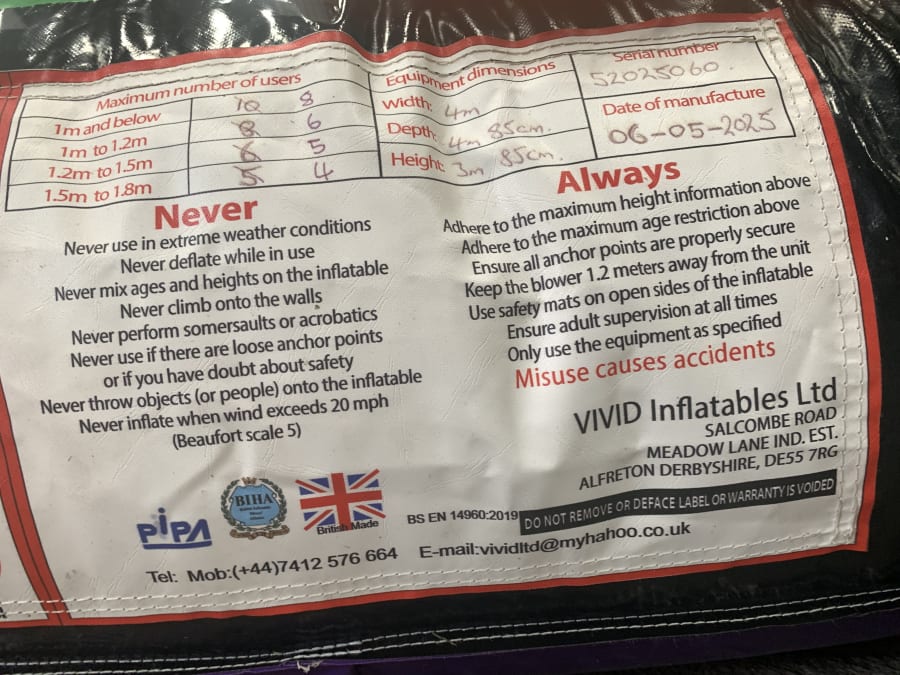 Maximum number of users
1m and below 10 8
1m to 1.2m 8 6
1.2m to 1.5m 6 5
1.5m to 1.8m 5 4
Equipment dimensions
Width: 4m
Depth: 4m 85cm.
Height: 3m 85cm.
Serial number
52025060.
Date of manufacture
06-05-2025
Never
Never use in extreme weather conditions
Never deflate while in use
Never mix ages and heights on the inflatable
Never climb onto the walls
Never perform somersaults or acrobatics
Never use if there are loose anchor points
or if you have doubt about safety
Never throw objects (or people) onto the inflatable
Never inflate when wind exceeds 20 mph
(Beaufort scale 5)
Always
Adhere to the maximum height information above
Adhere to the maximum age restriction above
Ensure all anchor points are properly secure
Keep the blower 1.2 meters away from the unit
Use safety mats on open sides of the inflatable
Ensure adult supervision at all times
Only use the equipment as specified
Misuse causes accidents
VIVID Inflatables Ltd
SALCOMBE ROAD
MEADOW LANE IND. EST.
ALFRETON DERBYSHIRE, DE55 7RG
PiPA
BIHA
British Made
BS EN 14960:2019
DO NOT REMOVE OR DEFACE LABEL OR WARRANTY IS VOIDED
Tel: Mob:(+44)7412 576 664 E-mail:vividltd@myhahoo.co.uk